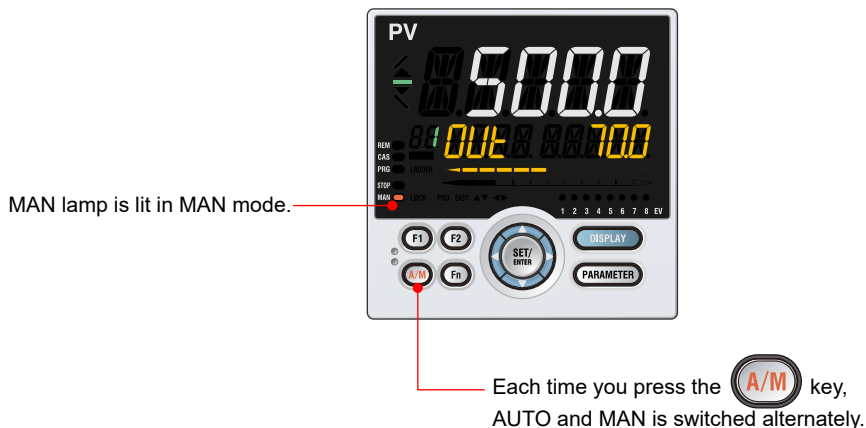 PV
500.0
1 OUt 70.0
REM
CAS
PRG LADDER
STOP
MAN LOCK PRO EASY
1 2 3 4 5 6 7 8 EV
MAN lamp is lit in MAN mode.
F1 F2 SET/ DISPLAY
ENTER
A/M Fn PARAMETER
Each time you press the A/M key,
AUTO and MAN is switched alternately.